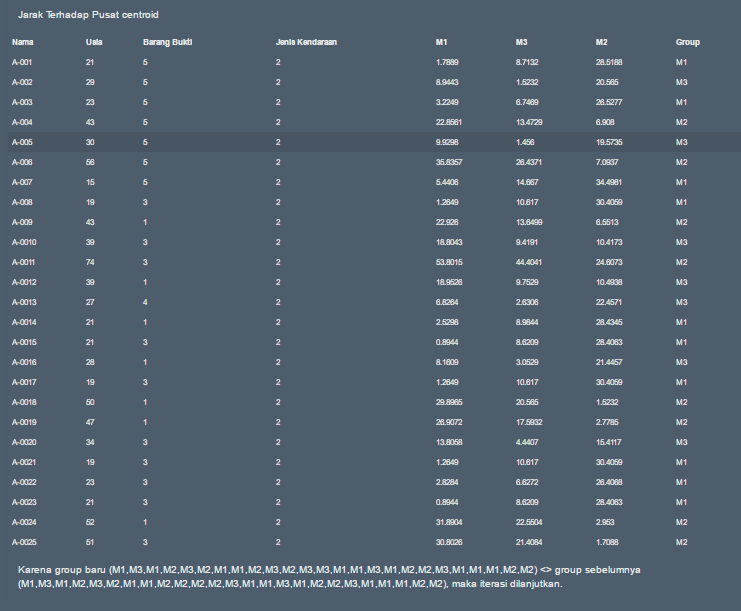 Jarak Terhadap Pusat centroid
Nama Usia Barang Bukti Jenis Kendaraan M1 M3 M2 Group
A-001 21 5 2 1.7889 8.7132 28.5188 M1
A-002 29 5 2 8.9443 1.5232 20.565 M3
A-003 23 5 2 3.2249 6.7469 26.5277 M1
A-004 43 5 2 22.8561 13.4729 6.908 M2
A-005 30 5 2 9.9298 1.456 19.5735 M3
A-006 56 5 2 35.8357 26.4371 7.0937 M2
A-007 15 5 2 5.4406 14.667 34.4981 M1
A-008 19 3 2 1.2649 10.617 30.4059 M1
A-009 43 1 2 22.926 13.6499 6.5513 M2
A-0010 39 3 2 18.8043 9.4191 10.4173 M3
A-0011 74 3 2 53.8015 44.4041 24.6073 M2
A-0012 39 1 2 18.9526 9.7529 10.4938 M3
A-0013 27 4 2 6.8264 2.6306 22.4571 M3
A-0014 21 1 2 2.5298 8.9844 28.4345 M1
A-0015 21 3 2 0.8944 8.6209 28.4063 M1
A-0016 28 1 2 8.1609 3.0529 21.4457 M3
A-0017 19 3 2 1.2649 10.617 30.4059 M1
A-0018 50 1 2 29.8965 20.565 1.5232 M2
A-0019 47 1 2 26.9072 17.5932 2.7785 M2
A-0020 34 3 2 13.8058 4.4407 15.4117 M3
A-0021 19 3 2 1.2649 10.617 30.4059 M1
A-0022 23 3 2 2.8284 6.6272 26.4068 M1
A-0023 21 3 2 0.8944 8.6209 28.4063 M1
A-0024 52 1 2 31.8904 22.5504 2.953 M2
A-0025 51 3 2 30.8026 21.4084 1.7088 M2
Karena group baru (M1,M3,M1,M2,M3,M2,M1,M1,M2,M3,M2,M3,M3,M1,M1,M3,M1,M2,M2,M3,M1,M1,M1,M2,M2) <> group sebelumnya
(M1,M3,M1,M2,M3,M2,M1,M1,M2,M2,M2,M2,M3,M1,M1,M3,M1,M2,M2,M3,M1,M1,M1,M2,M2), maka iterasi dilanjutkan.